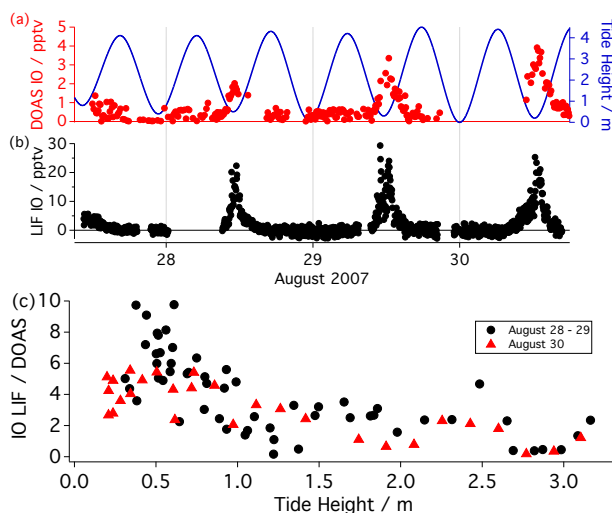 (a)
DOAS IO / pptv
5
4
3
2
1
0
4
3
2
1
0
Tide Height / m
(b)
LIF IO / pptv
30
20
10
0
28
29
30
August 2007
(c)
IO LIF / DOAS
10
8
6
4
2
0
August 28 - 29
August 30
0.0
0.5
1.0
1.5
2.0
2.5
3.0
Tide Height / m